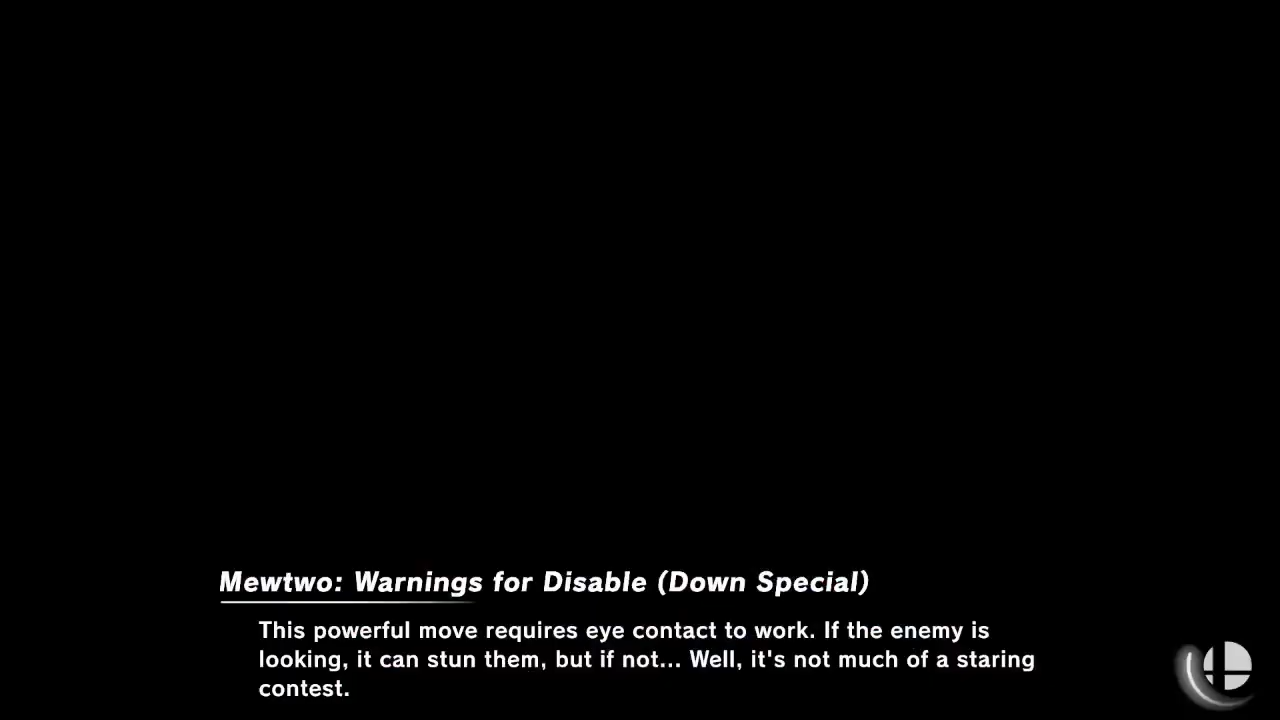 Mewtwo: Warnings for Disable (Down Special)
This powerful move requires eye contact to work. If the enemy is
looking, it can stun them, but if not... Well, it's not much of a staring
contest.